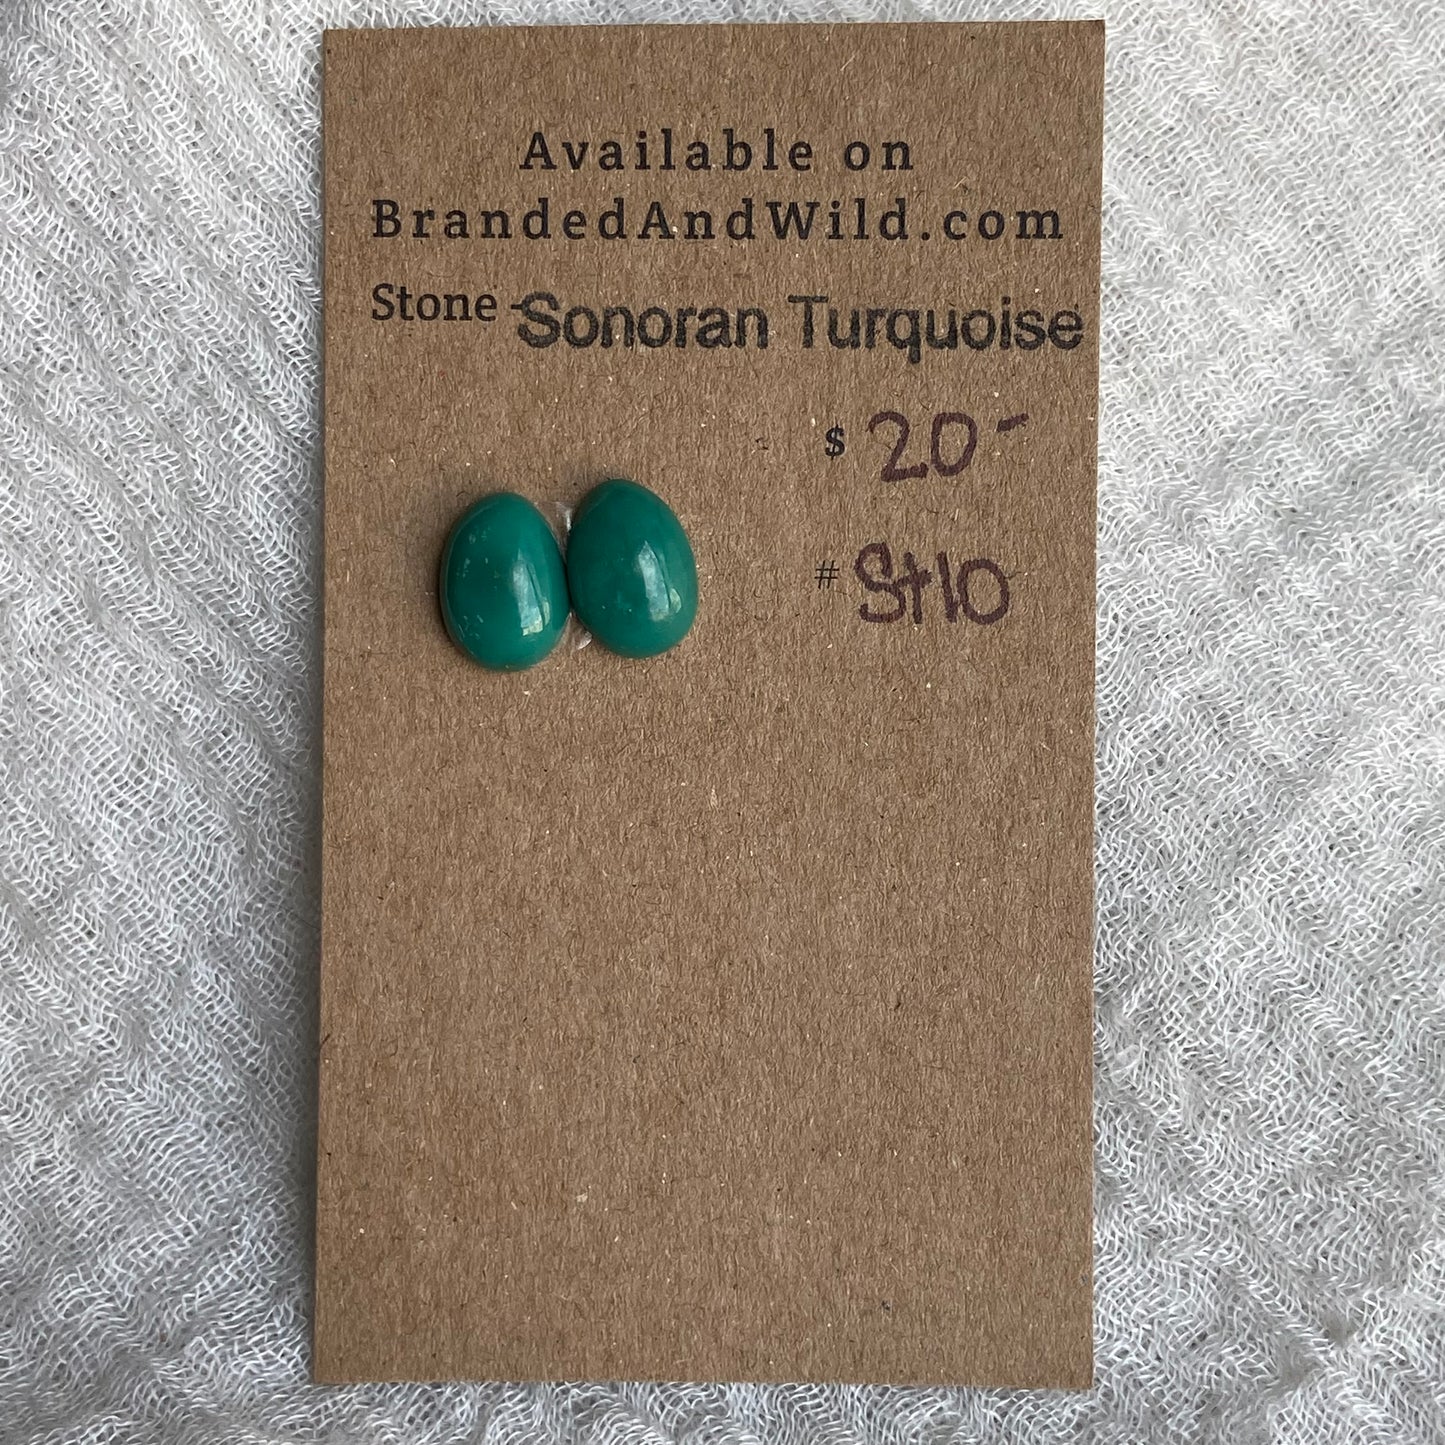 Available on
BrandedAndWild.com
Stone - Sonoran Turquoise
$ 20-
# St10